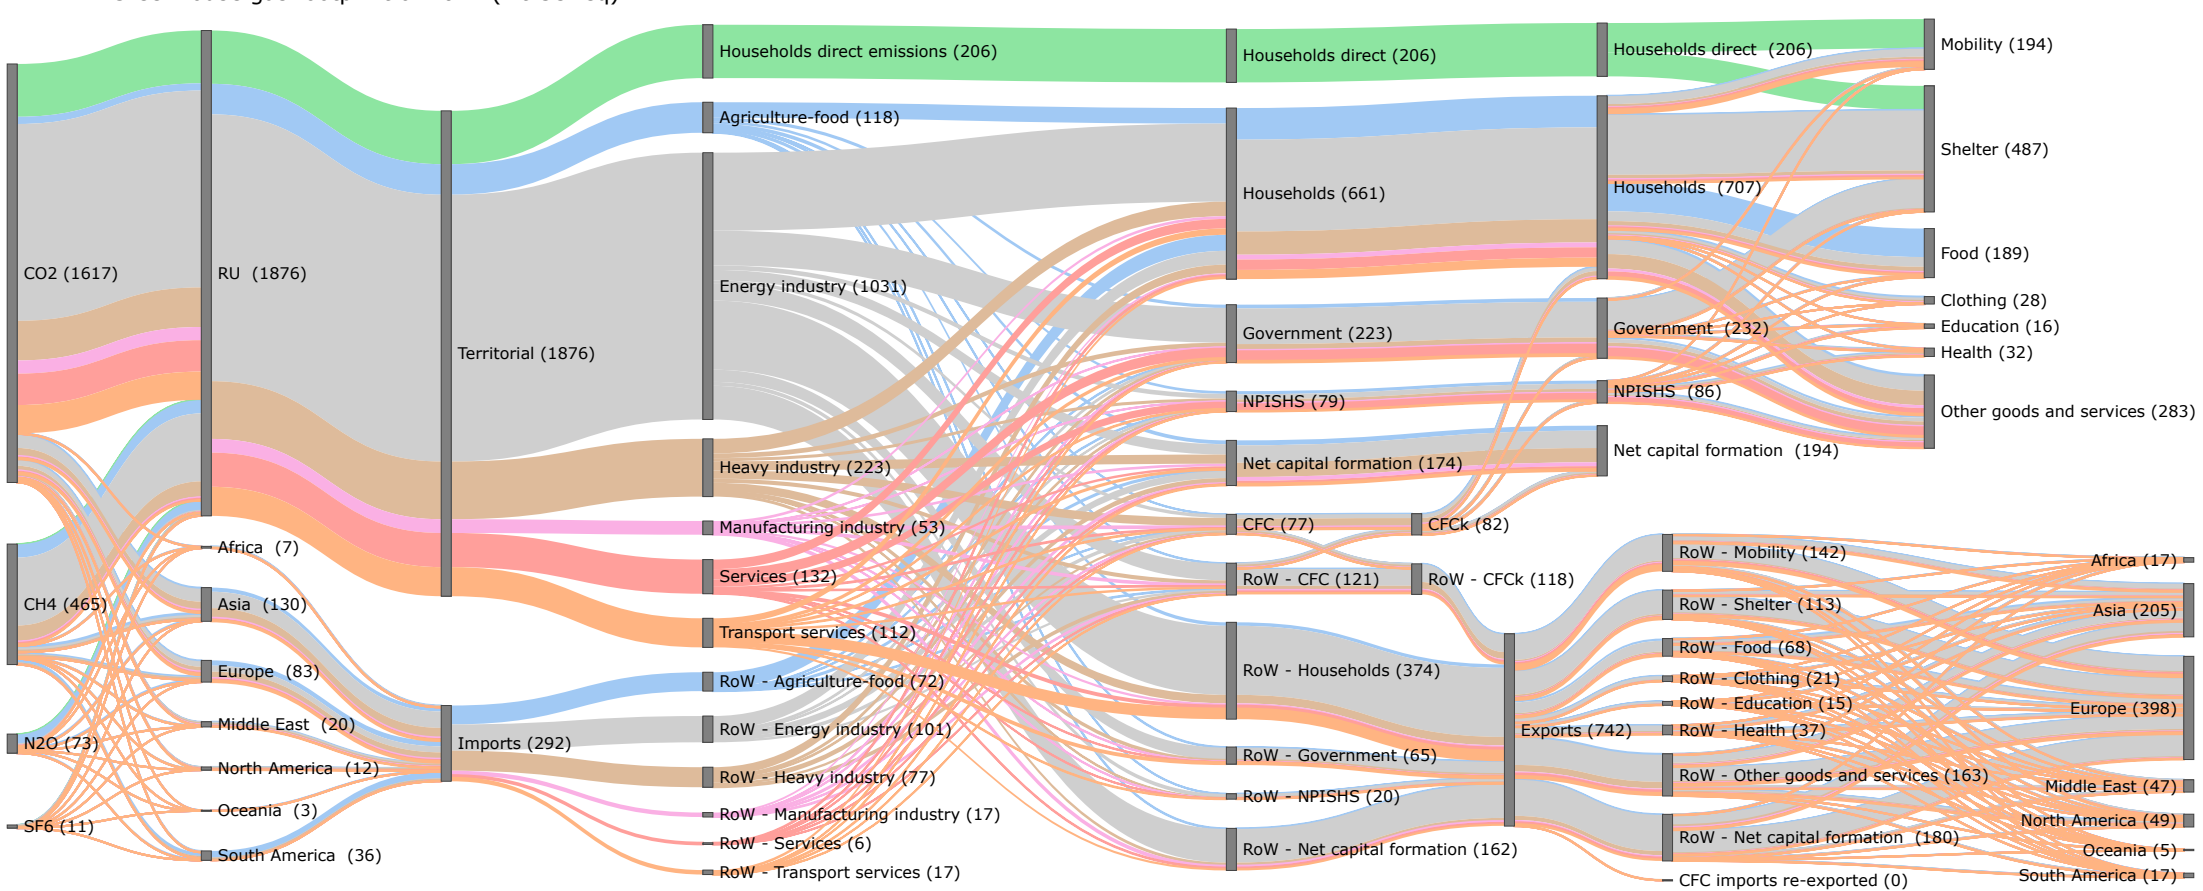 CO2 (1617)
CH4 (465)
N2O (73)
SF6 (11)
RU (1876)
Africa (7)
Asia (130)
Europe (83)
Middle East (20)
North America (12)
Oceania (3)
South America (36)
Territorial (1876)
Imports (292)
Households direct emissions (206)
Agriculture-food (118)
Energy industry (1031)
Heavy industry (223)
Manufacturing industry (53)
Services (132)
Transport services (112)
RoW - Agriculture-food (72)
RoW - Energy industry (101)
RoW - Heavy industry (77)
RoW - Manufacturing industry (17)
RoW - Services (6)
RoW - Transport services (17)
Households direct (206)
Households (661)
Government (223)
NPISHS (79)
Net capital formation (174)
CFC (77)
RoW - CFC (121)
RoW - Households (374)
RoW - Government (65)
RoW - NPISHS (20)
RoW - Net capital formation (162)
CFCk (82)
RoW - CFCk (118)
Exports (742)
Households direct (206)
Households (707)
Government (232)
NPISHS (86)
Net capital formation (194)
RoW - Mobility (142)
RoW - Shelter (113)
RoW - Food (68)
RoW - Clothing (21)
RoW - Education (15)
RoW - Health (37)
RoW - Other goods and services (163)
RoW - Net capital formation (180)
CFC imports re-exported (0)
Mobility (194)
Shelter (487)
Food (189)
Clothing (28)
Education (16)
Health (32)
Other goods and services (283)
Africa (17)
Asia (205)
Europe (398)
Middle East (47)
North America (49)
Oceania (5)
South America (17)